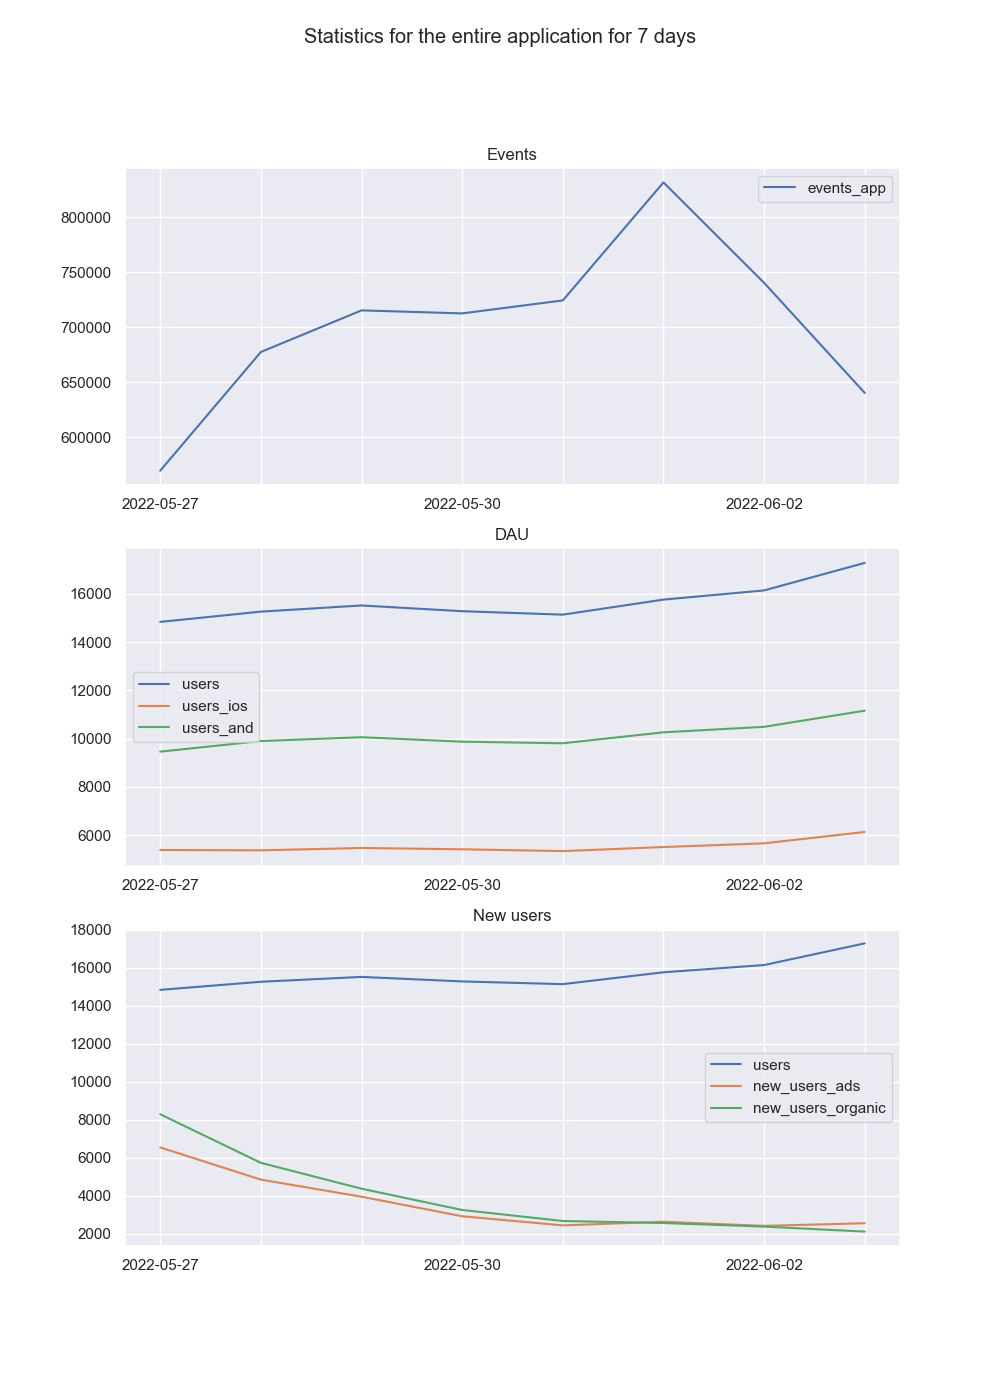 Statistics for the entire application for 7 days
Events
events_app
800000
750000
700000
650000
600000
2022-05-27 2022-05-30 2022-06-02
DAU
16000
14000
12000
10000
8000
6000
users
users_ios
users_and
2022-05-27 2022-05-30 2022-06-02
New users
18000
16000
14000
12000
10000
8000
6000
4000
2000
users
new_users_ads
new_users_organic
2022-05-27 2022-05-30 2022-06-02